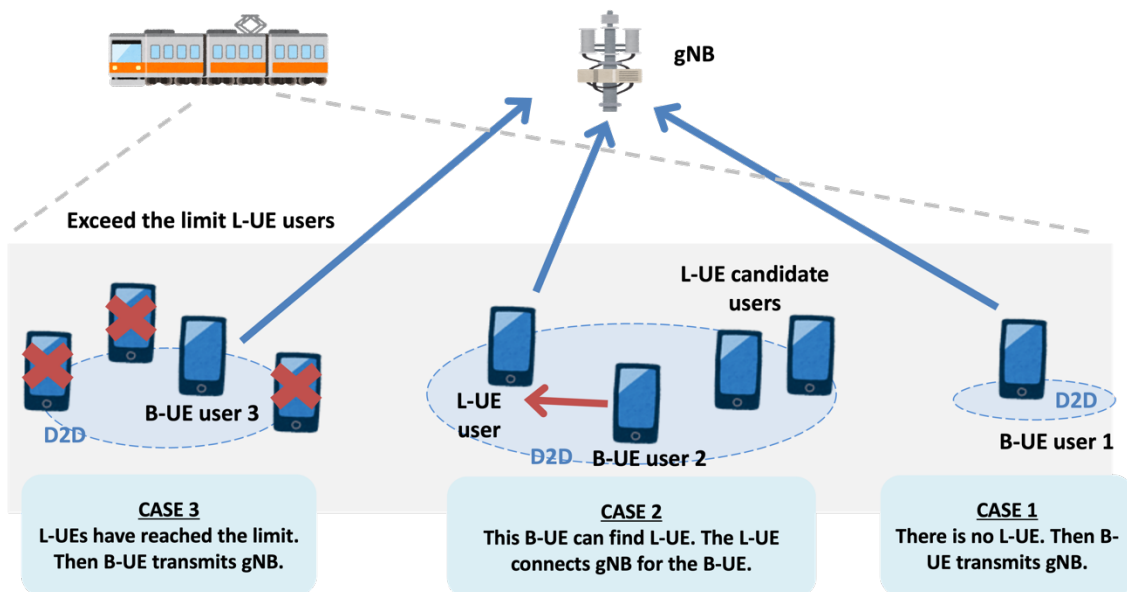 gNB
Exceed the limit L-UE users
L-UE candidate
users
B-UE user 3
D2D
L-UE
user
D2D
B-UE user 2
D2D
B-UE user 1
CASE 3
L-UEs have reached the limit.
Then B-UE transmits gNB.
CASE 2
This B-UE can find L-UE. The L-UE
connects gNB for the B-UE.
CASE 1
There is no L-UE. Then B-
UE transmits gNB.